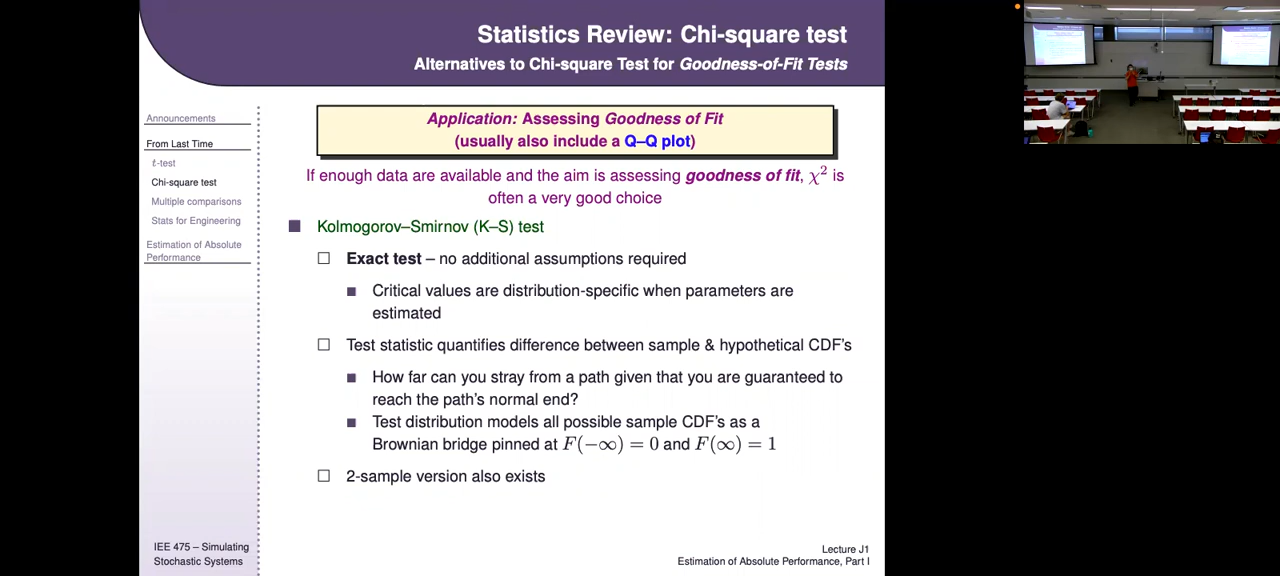 Statistics Review: Chi-square test
Alternatives to Chi-square Test for Goodness-of-Fit Tests
Announcements
From Last Time
t-test
Chi-square test
Multiple comparisons
Stats for Engineering
Estimation of Absolute
Performance
Application: Assessing Goodness of Fit
(usually also include a Q–Q plot)
If enough data are available and the aim is assessing goodness of fit, χ² is
often a very good choice
Kolmogorov–Smirnov (K–S) test
Exact test – no additional assumptions required
Critical values are distribution-specific when parameters are
estimated
Test statistic quantifies difference between sample & hypothetical CDF's
How far can you stray from a path given that you are guaranteed to
reach the path's normal end?
Test distribution models all possible sample CDF's as a
Brownian bridge pinned at F(−∞) = 0 and F(∞) = 1
2-sample version also exists
IEE 475 – Simulating
Stochastic Systems
Lecture J1
Estimation of Absolute Performance, Part I